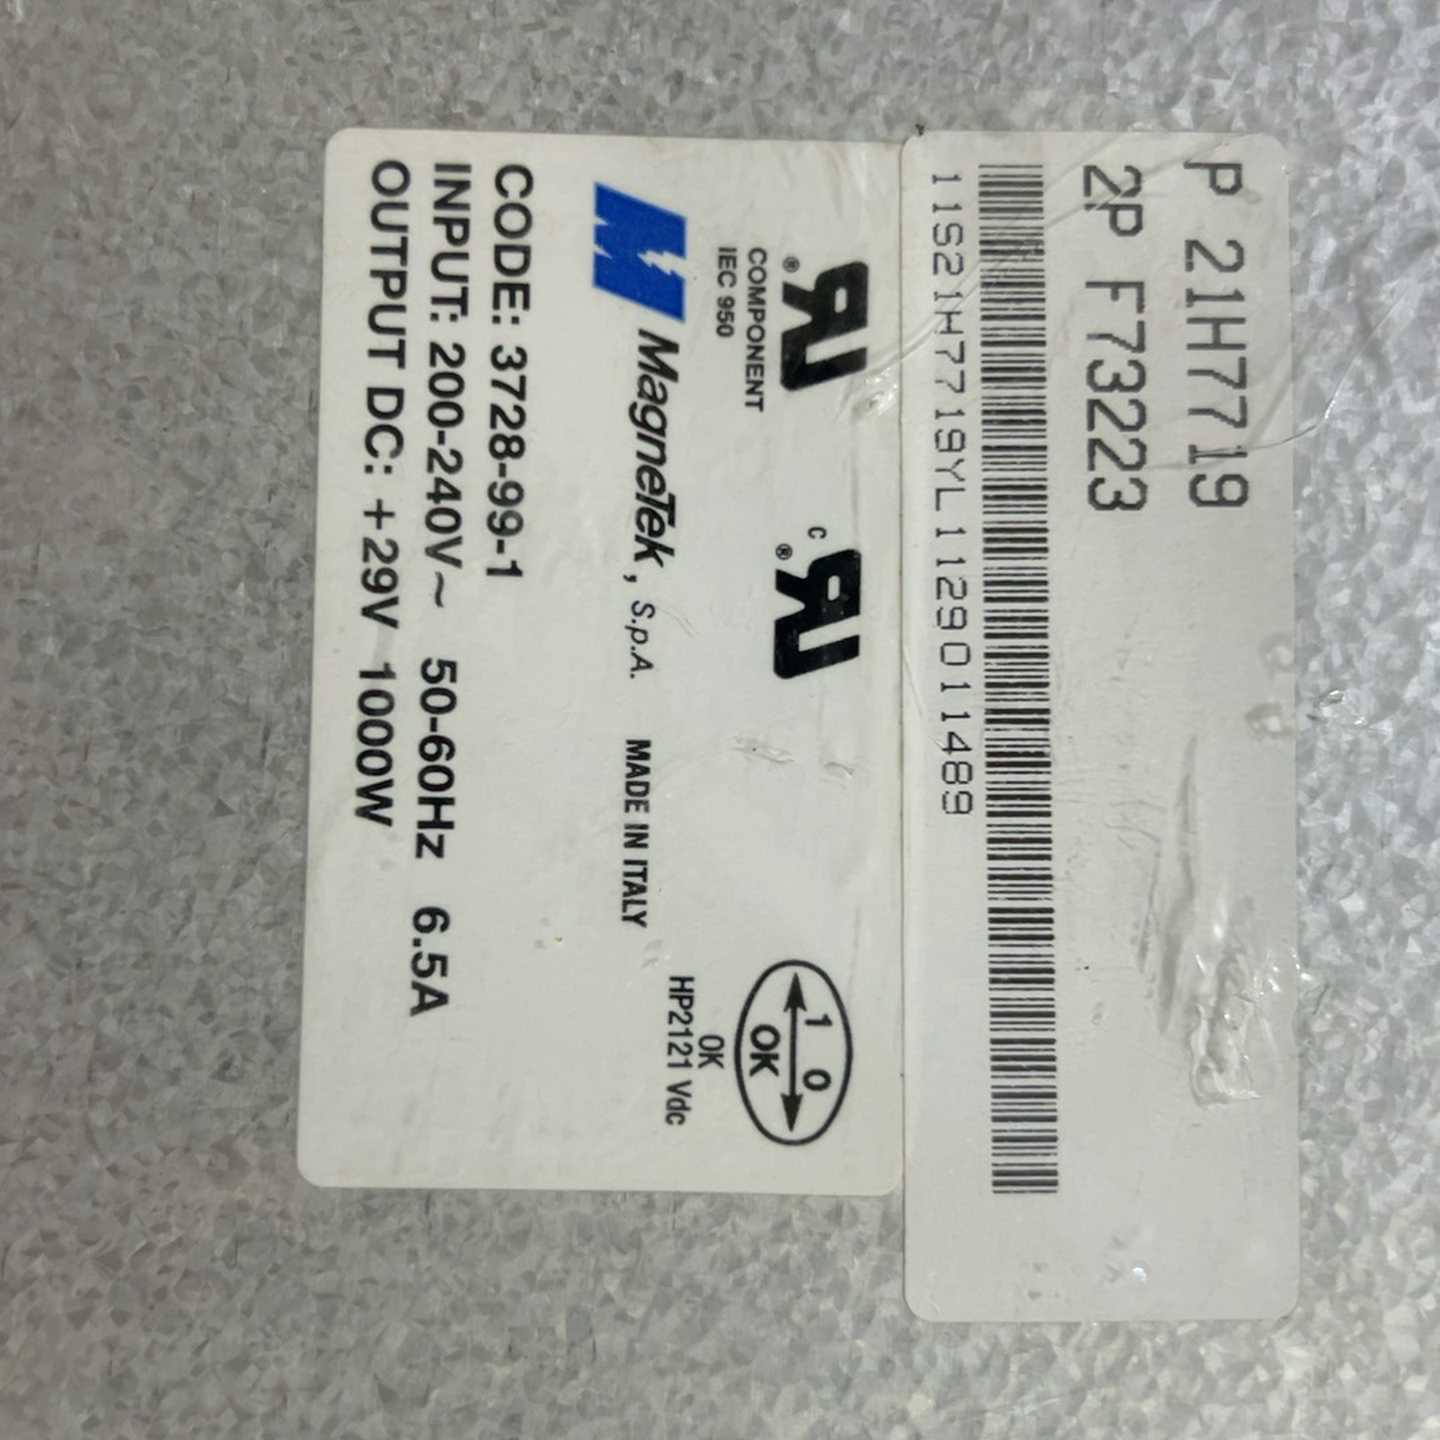 P 21H7719
2P F73223
11S21H7719YL1129011489
COMPONENT
IEC 950
c
1 0
OK
OK
HP2121 Vdc
MagneTek, S.p.A. MADE IN ITALY
CODE: 3728-99-1
INPUT: 200-240V~ 50-60Hz 6.5A
OUTPUT DC: +29V 1000W